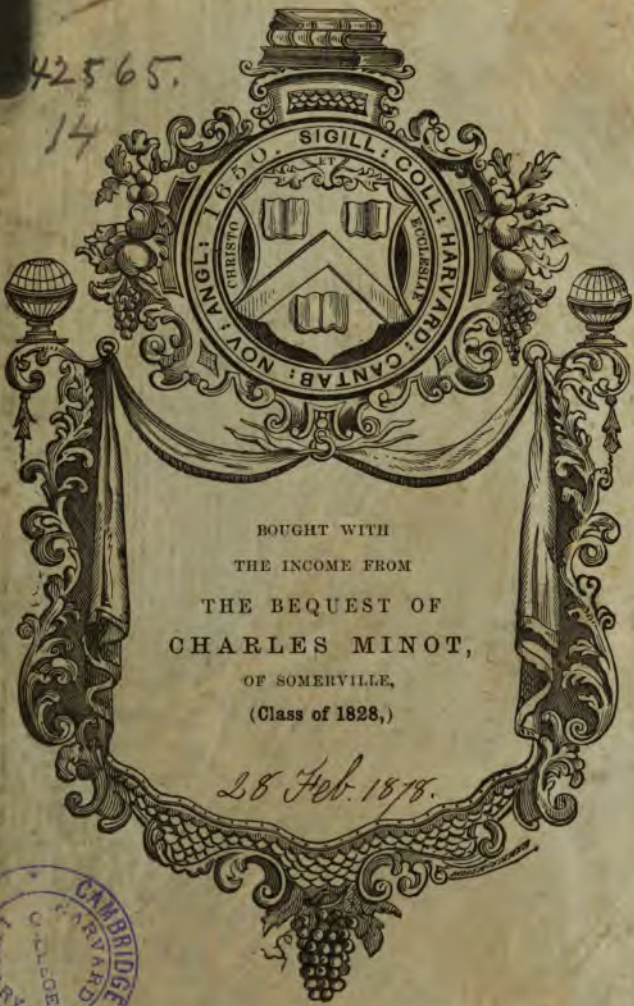 42565.
14
SIGILL: COLL: HARVARD: CANTAB: NOV: ANGL: 1650.
ET
CHRISTO
ECCLESIAE
BOUGHT WITH
THE INCOME FROM
THE BEQUEST OF
CHARLES MINOT,
OF SOMERVILLE,
(Class of 1828,)
28 Feb. 1878.
CAMBRIDGE
HARVARD
COLLEGE